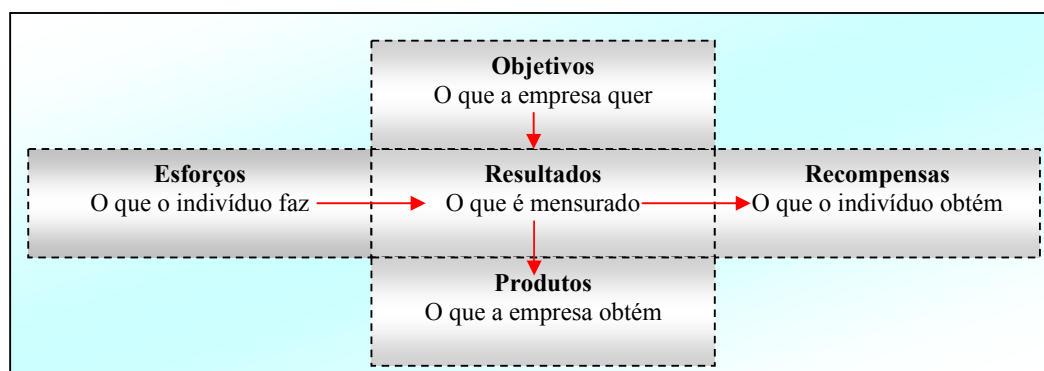 Objetivos
O que a empresa quer
Esforços
O que o indivíduo faz
Resultados
O que é mensurado
Recompensas
O que o indivíduo obtém
Produtos
O que a empresa obtém